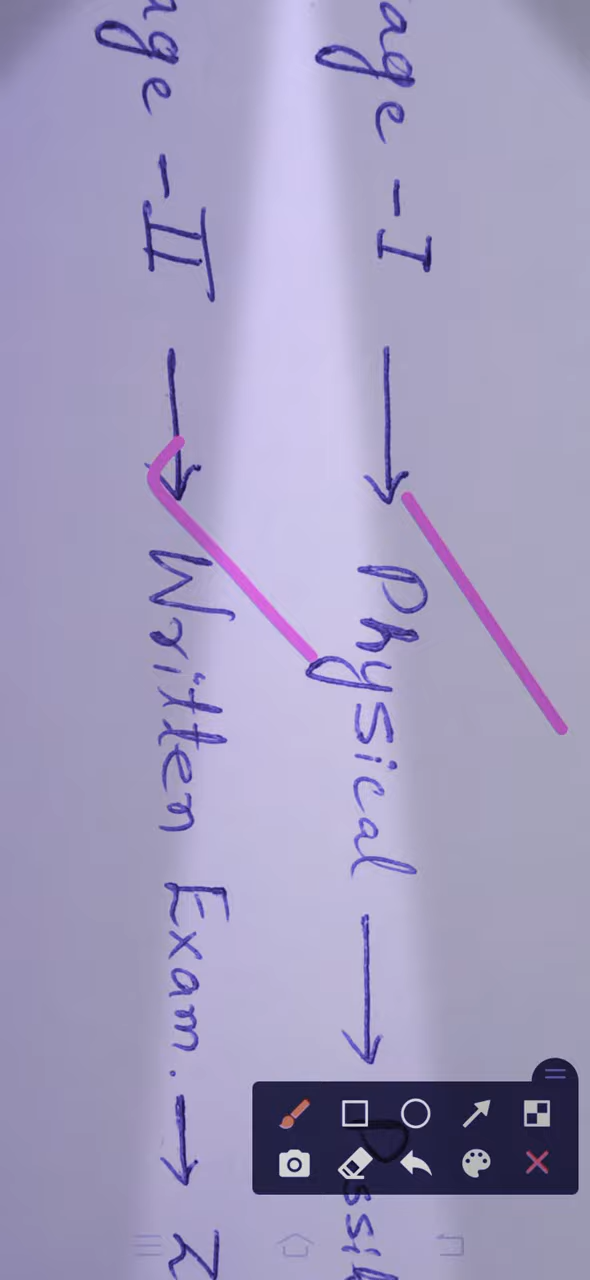 age - I → Physical →
age - II → Written Exam. →